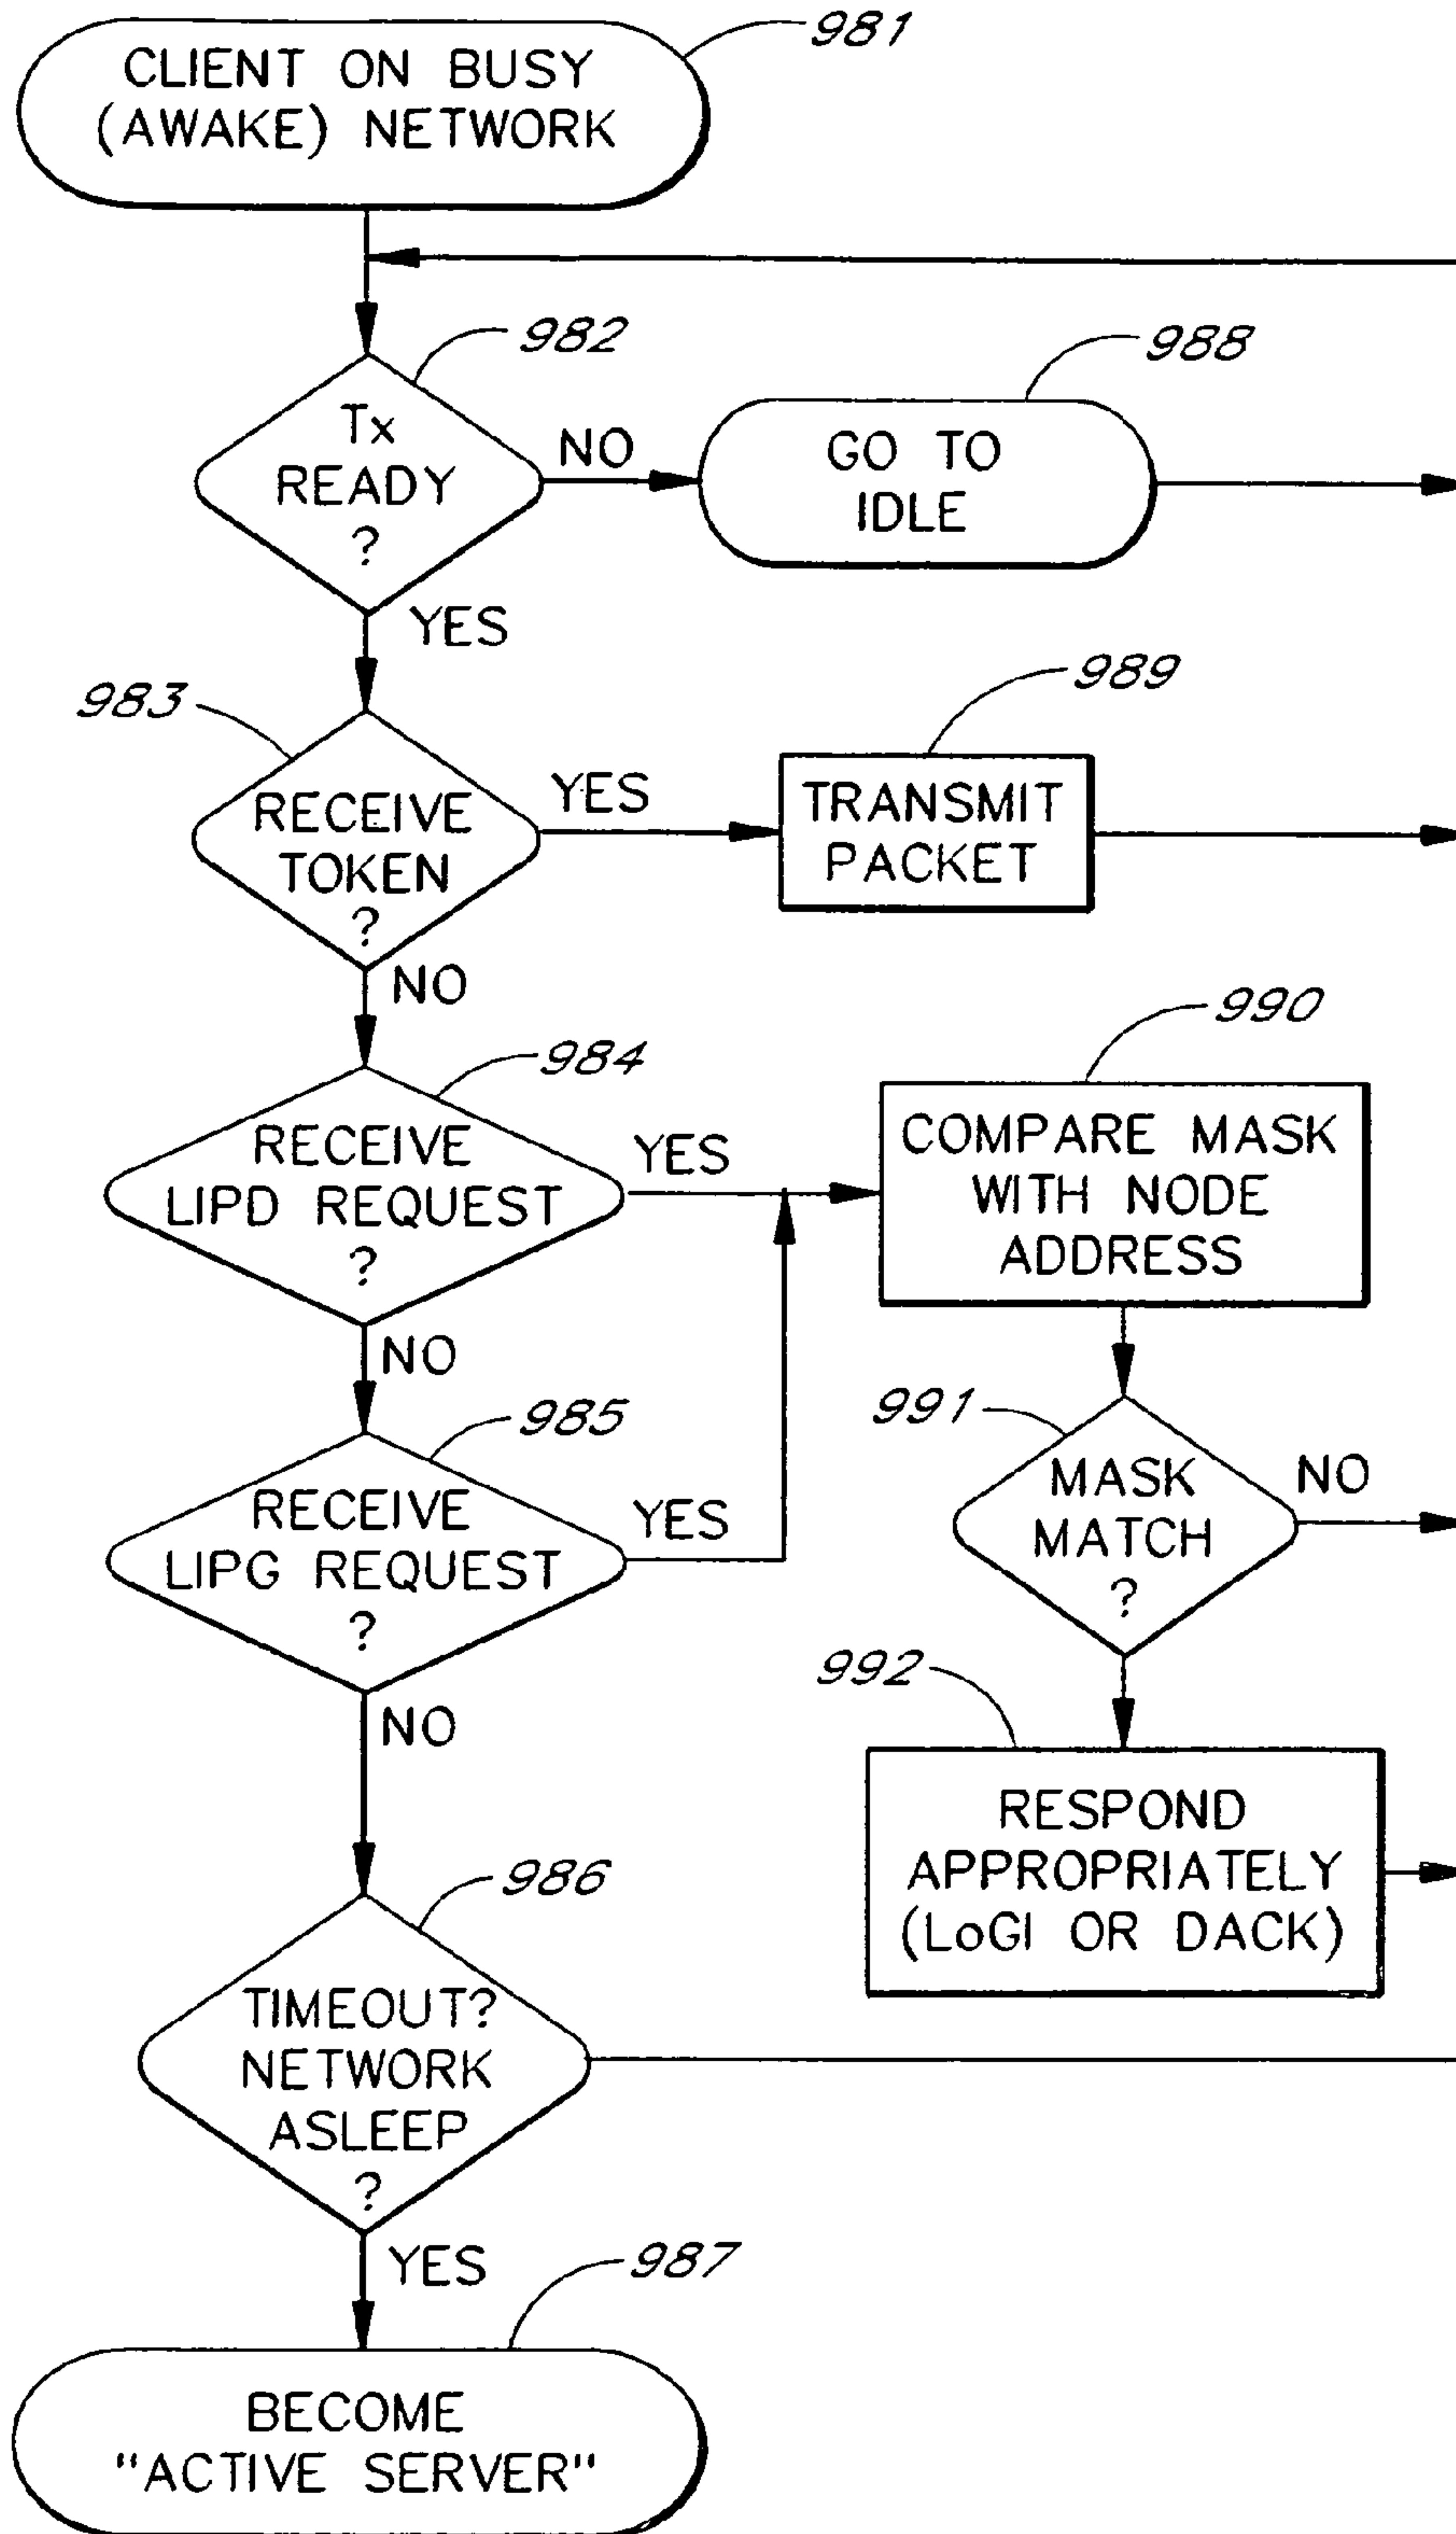 981
CLIENT ON BUSY
(AWAKE) NETWORK
982
Tx
READY
?
NO
988
GO TO
IDLE
YES
983
RECEIVE
TOKEN
?
YES
989
TRANSMIT
PACKET
NO
984
RECEIVE
LIPD REQUEST
?
YES
990
COMPARE MASK
WITH NODE
ADDRESS
NO
985
RECEIVE
LIPG REQUEST
?
YES
991
MASK
MATCH
?
NO
NO
992
RESPOND
APPROPRIATELY
(LoGI OR DACK)
986
TIMEOUT?
NETWORK
ASLEEP
?
YES
987
BECOME
"ACTIVE SERVER"